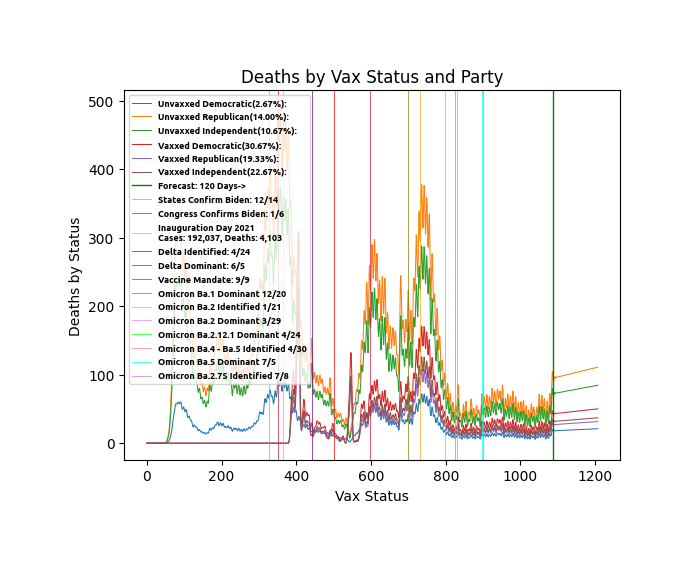 Deaths by Vax Status and Party
500
400
300
200
100
0
Deaths by Status
Unvaxxed Democratic(2.67%):
Unvaxxed Republican(14.00%):
Unvaxxed Independent(10.67%):
Vaxxed Democratic(30.67%):
Vaxxed Republican(19.33%):
Vaxxed Independent(22.67%):
Forecast: 120 Days->
States Confirm Biden: 12/14
Congress Confirms Biden: 1/6
Inauguration Day 2021
Cases: 192,037, Deaths: 4,103
Delta Identified: 4/24
Delta Dominant: 6/5
Vaccine Mandate: 9/9
Omicron Ba.1 Dominant 12/20
Omicron Ba.2 Identified 1/21
Omicron Ba.2 Dominant 3/29
Omicron Ba.2.12.1 Dominant 4/24
Omicron Ba.4 - Ba.5 Identified 4/30
Omicron Ba.5 Dominant 7/5
Omicron Ba.2.75 Identified 7/8
0 200 400 600 800 1000 1200
Vax Status